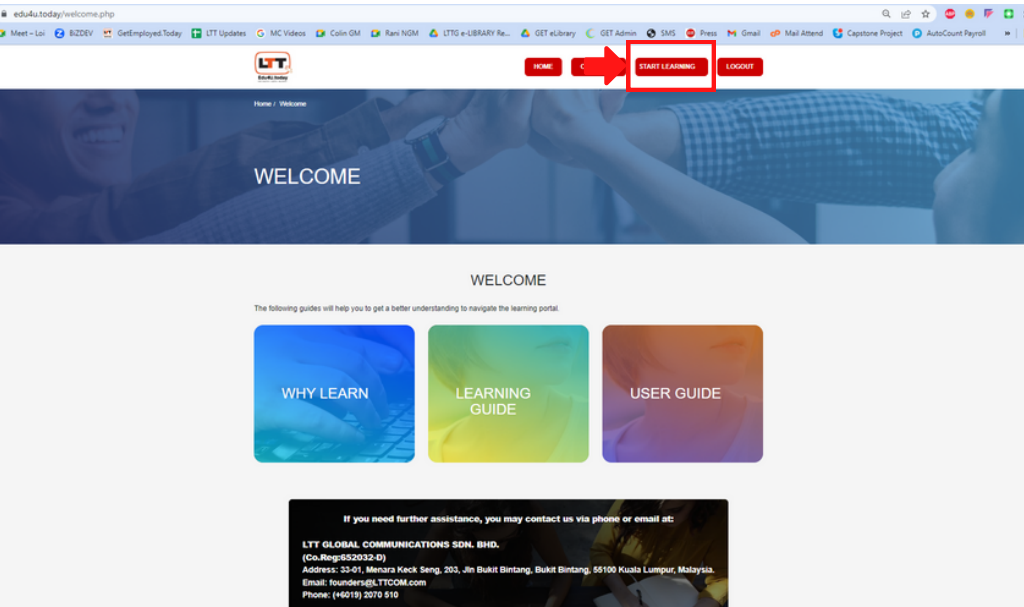 edu4u.today/welcome.php
Meet – Loi BiZDEV GetEmployed.Today LTT Updates MC Videos Colin GM Rani NGM LTTG e-LIBRARY Re... GET eLibrary GET Admin SMS Press Gmail Mail Attend Capstone Project AutoCount Payroll »
LTT
Edu4U.today
HOME C START LEARNING LOGOUT
Home / Welcome
WELCOME
WELCOME
The following guides will help you to get a better understanding to navigate the learning portal.
WHY LEARN
LEARNING
GUIDE
USER GUIDE
If you need further assistance, you may contact us via phone or email at:
LTT GLOBAL COMMUNICATIONS SDN. BHD.
(Co.Reg:652032-D)
Address: 33-01, Menara Keck Seng, 203, Jln Bukit Bintang, Bukit Bintang, 55100 Kuala Lumpur, Malaysia.
Email: founders@LTTCOM.com
Phone: (+6019) 2070 510